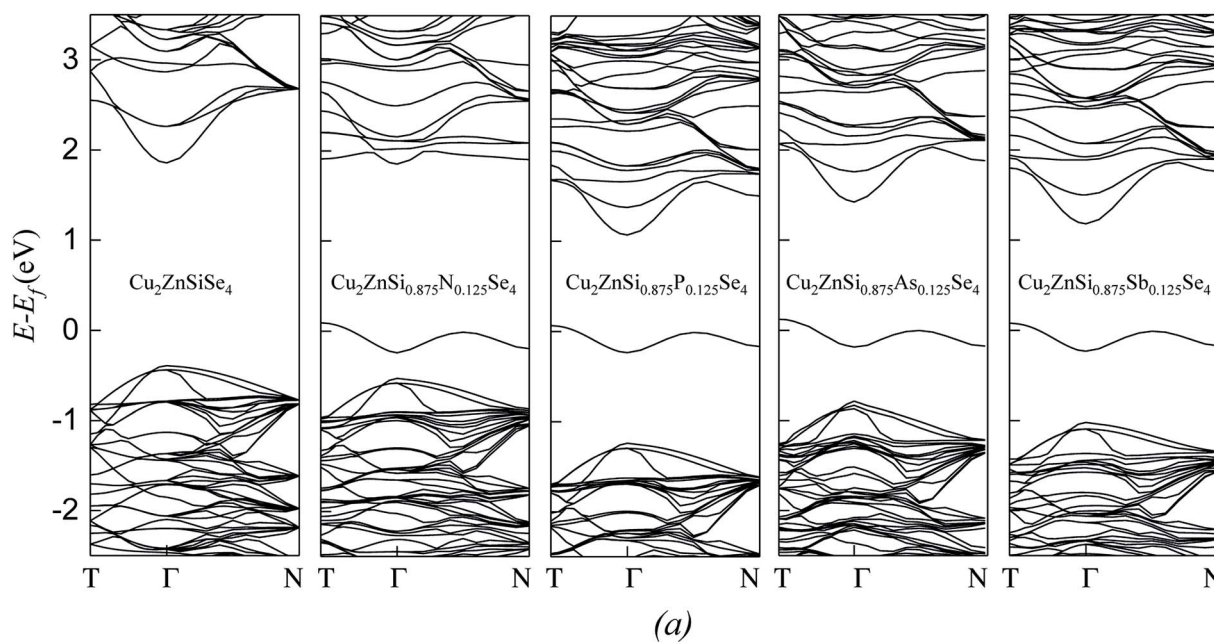 3
2
1
0
-1
-2
E-E_f(eV)
Cu₂ZnSiSe₄
Cu₂ZnSi₀.₈₇₅N₀.₁₂₅Se₄
Cu₂ZnSi₀.₈₇₅P₀.₁₂₅Se₄
Cu₂ZnSi₀.₈₇₅As₀.₁₂₅Se₄
Cu₂ZnSi₀.₈₇₅Sb₀.₁₂₅Se₄
T Γ N T Γ N T Γ N T Γ N T Γ N
(a)